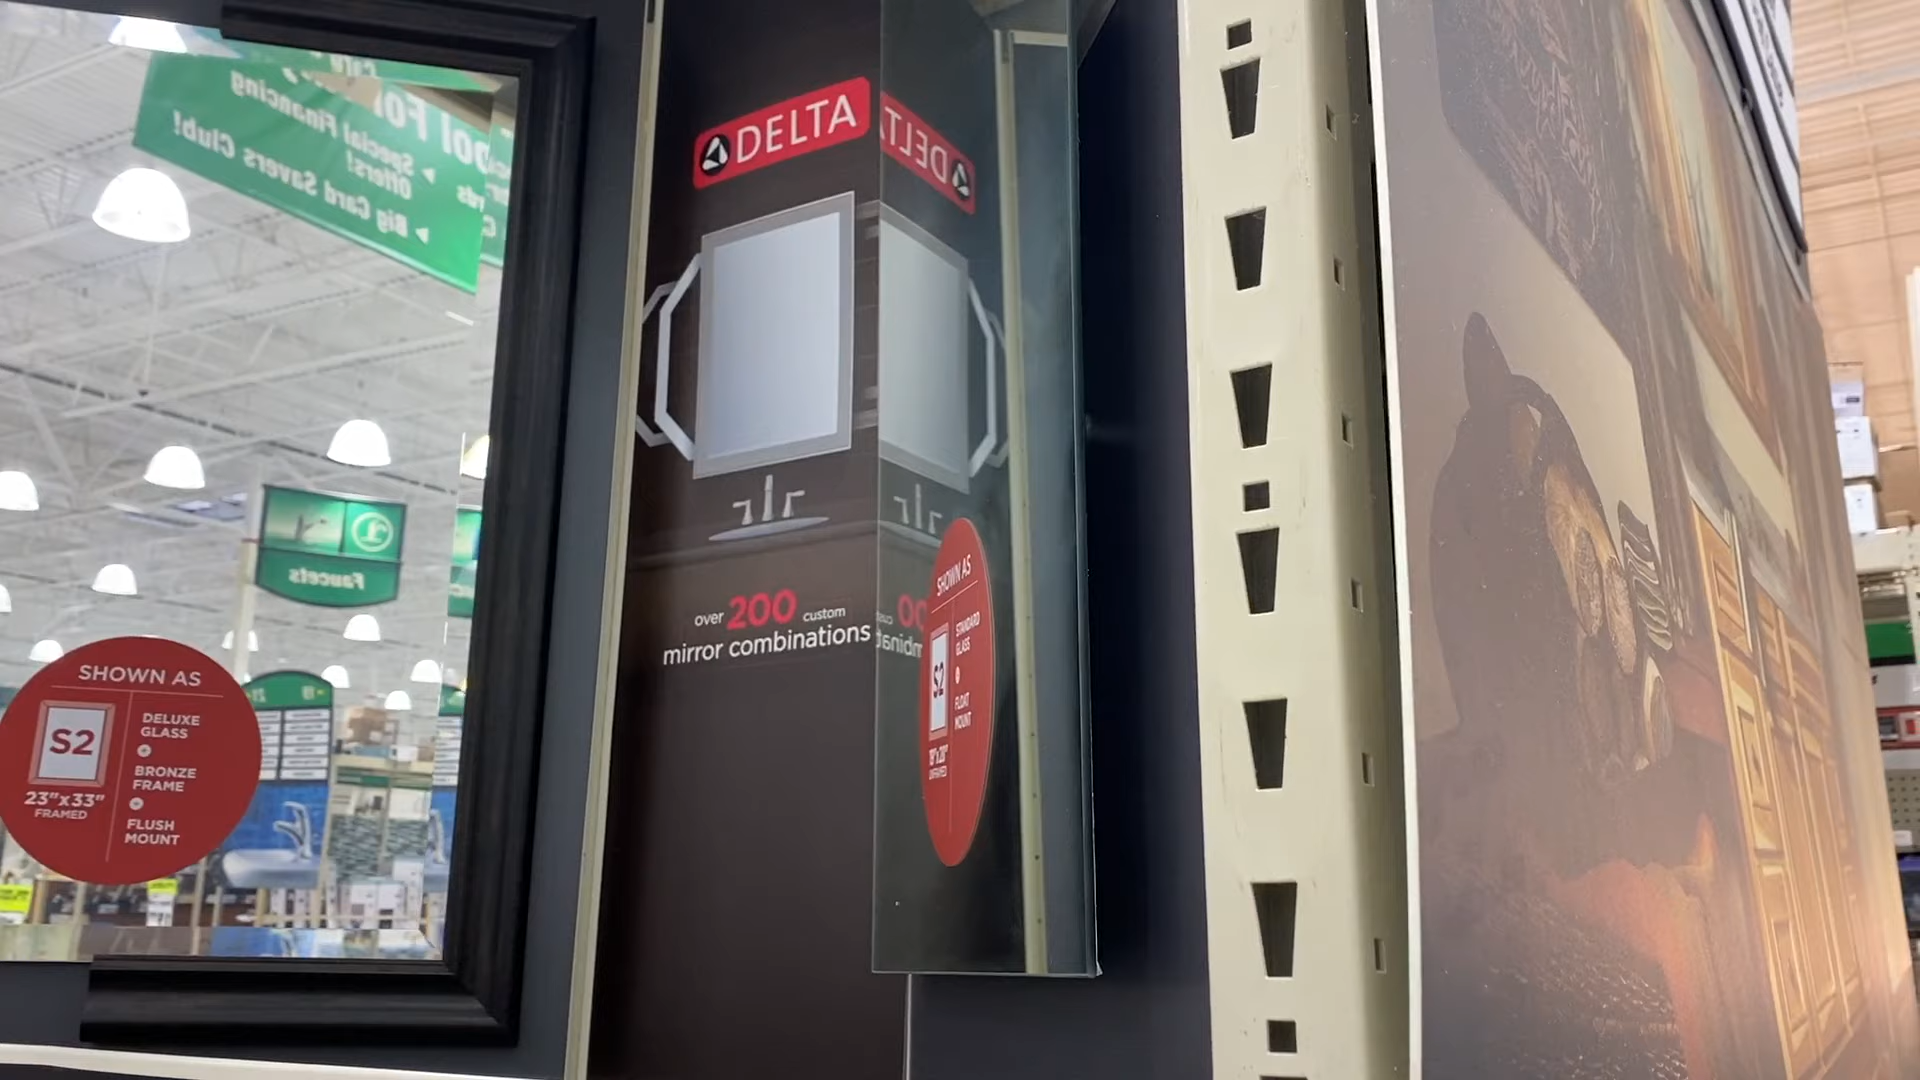 Special Financing
Offers!
Big Card Savers Club!
Faucets
SHOWN AS
S2
23"x33"
FRAMED
DELUXE
GLASS
+
BRONZE
FRAME
+
FLUSH
MOUNT
DELTA
DELTA
over 200 custom
mirror combinations
SHOWN AS
S2
STANDARD
GLASS
+
FLOAT
MOUNT